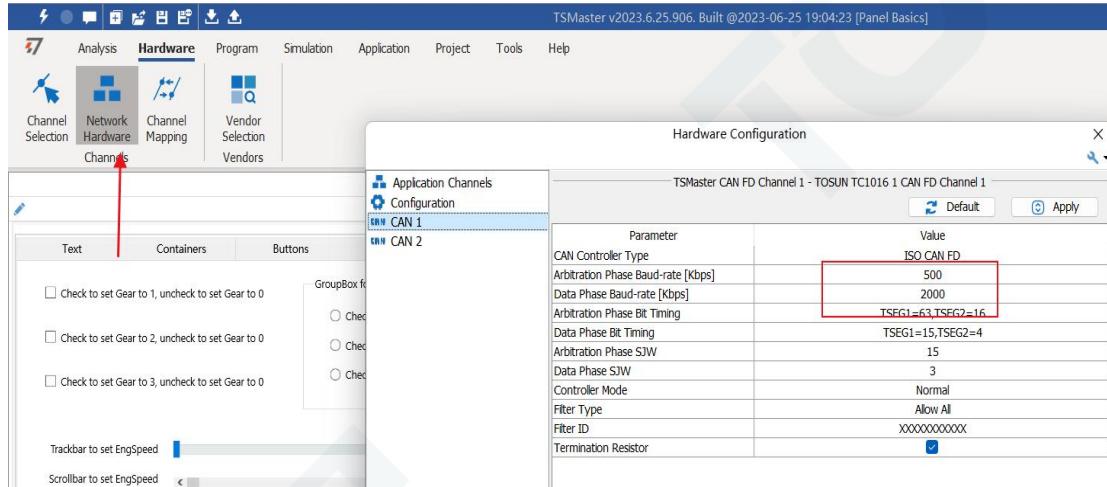 TSMaster v2023.6.25.906. Built @2023-06-25 19:04:23 [Panel Basics]
Analysis Hardware Program Simulation Application Project Tools Help
Channel Selection
Network Hardware
Channel Mapping
Vendor Selection
Channels
Vendors
Hardware Configuration
Application Channels
Configuration
CAN 1
CAN 2
TSMaster CAN FD Channel 1 - TOSUN TC1016 1 CAN FD Channel 1
Default Apply
Parameter Value
CAN Controller Type ISO CAN FD
Arbitration Phase Baud-rate [Kbps] 500
Data Phase Baud-rate [Kbps] 2000
Arbitration Phase Bit Timing TSEG1=63,TSEG2=16
Data Phase Bit Timing TSEG1=15,TSEG2=4
Arbitration Phase SJW 15
Data Phase SJW 3
Controller Mode Normal
Filter Type Allow All
Filter ID XXXXXXXXXXX
Termination Resistor
Text Containers Buttons
Check to set Gear to 1, uncheck to set Gear to 0
Check to set Gear to 2, uncheck to set Gear to 0
Check to set Gear to 3, uncheck to set Gear to 0
GroupBox
Trackbar to set EngSpeed
Scrollbar to set EngSpeed